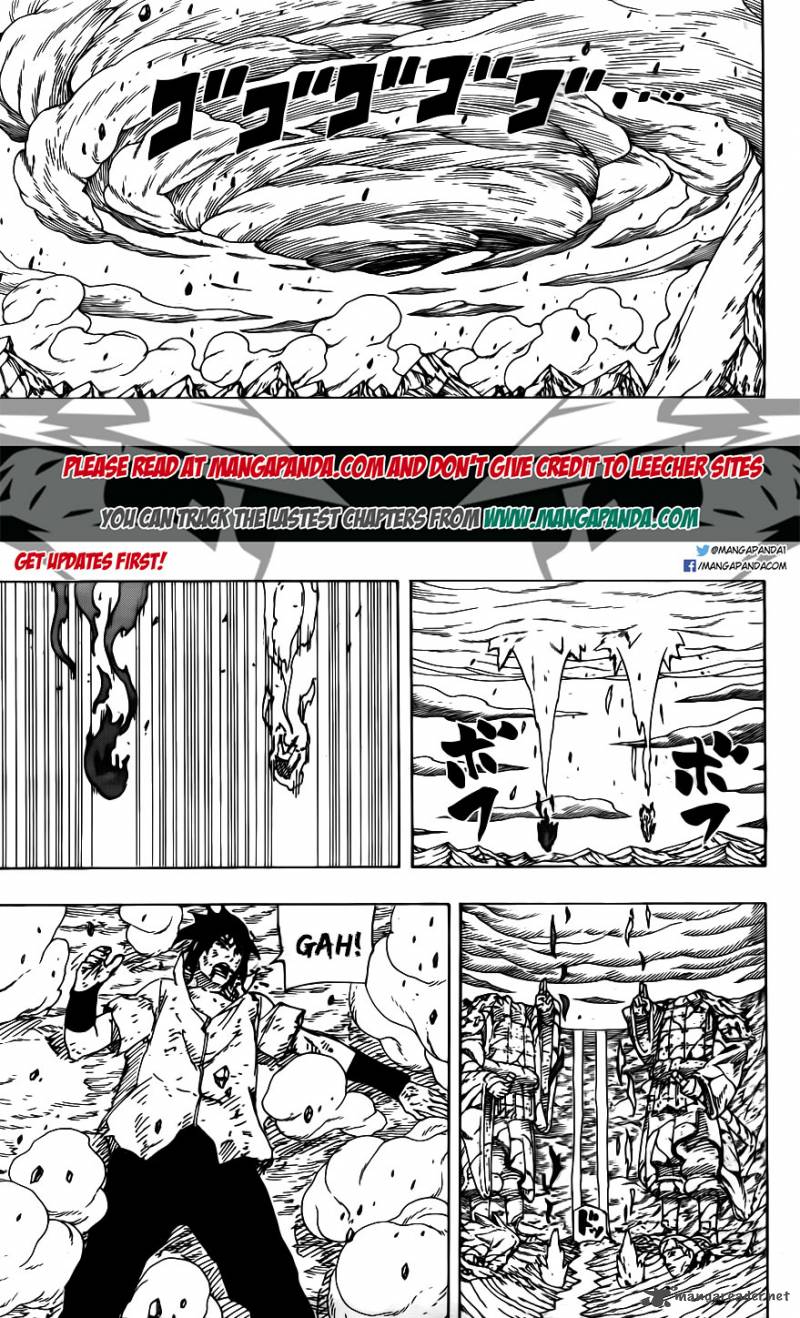 ゴゴゴゴゴ....
PLEASE READ AT MANGAPANDA.COM AND DON'T GIVE CREDIT TO LEECHER SITES
YOU CAN TRACK THE LASTEST CHAPTERS FROM WWW.MANGAPANDA.COM
GET UPDATES FIRST!
@MANGAPANDA1
/MANGAPANDACOM
ボフ
ボフ
GAH!
ドッ
mangareader.net